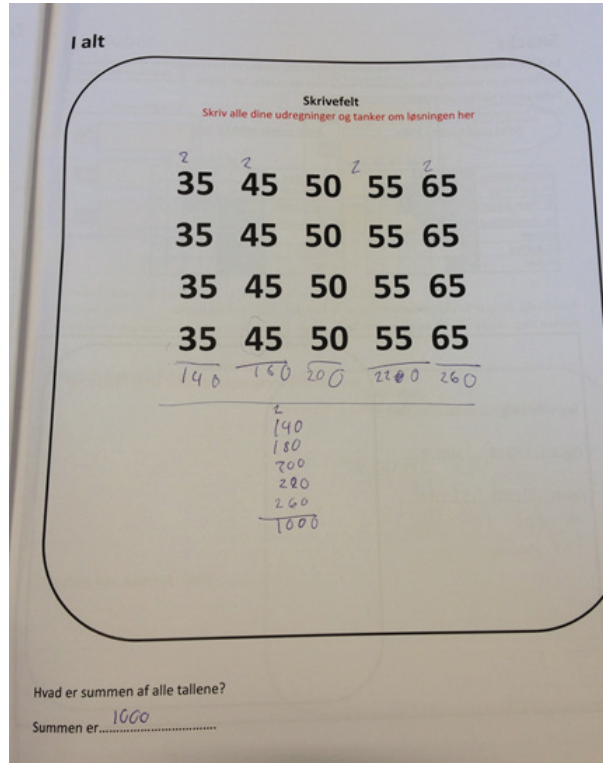 I alt
Skrivefelt
Skriv alle dine udregninger og tanker om løsningen her
2 2 2 2
35 45 50 55 65
35 45 50 55 65
35 45 50 55 65
35 45 50 55 65
140 180 200 220 260
2
140
180
200
220
260
1000
Hvad er summen af alle tallene?
Summen er 1000